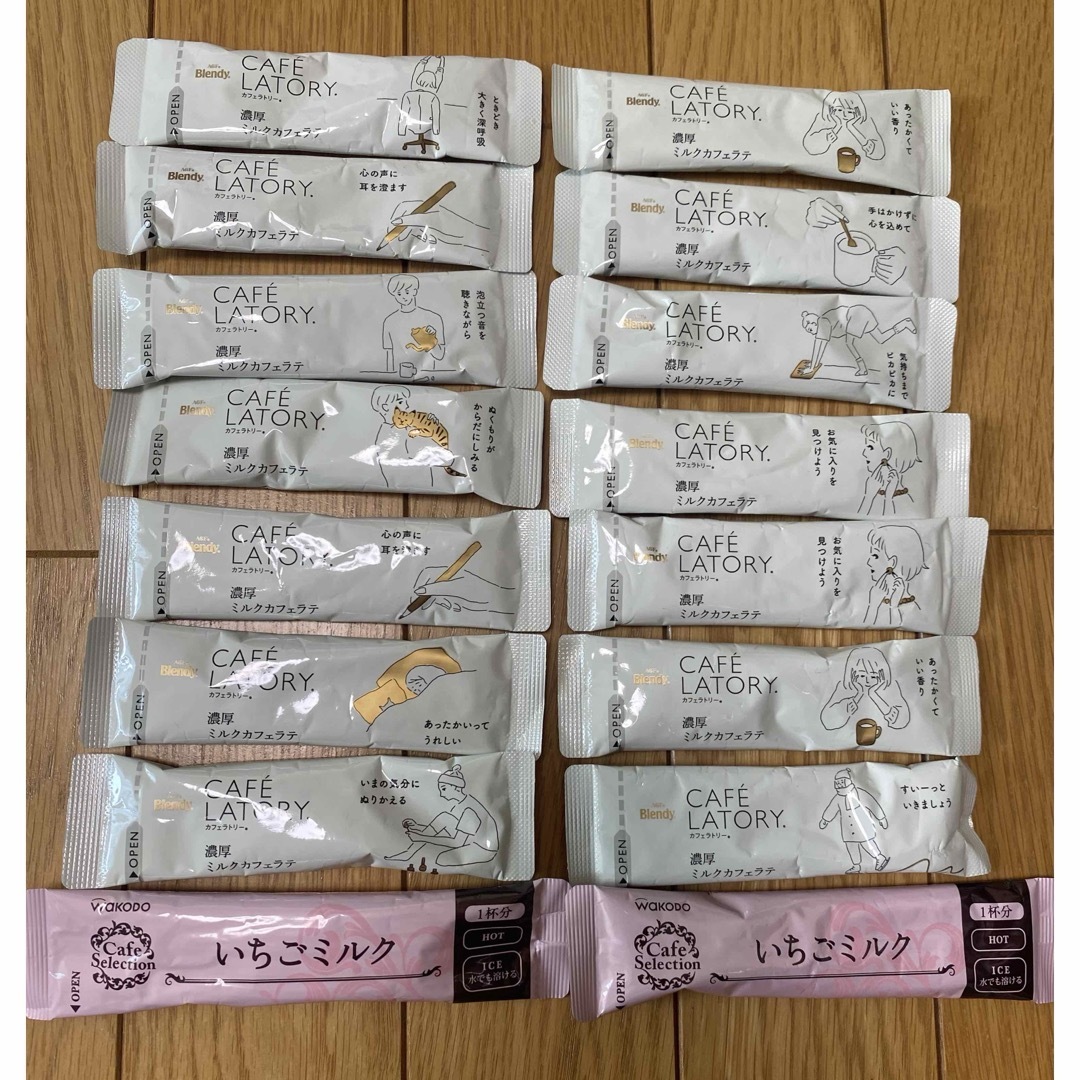 OPEN
AGF
Blendy.
CAFÉ
LATORY.
カフェラトリー®
濃厚
ミルクカフェラテ
ときどき
大きく深呼吸
OPEN
AGF
Blendy.
CAFÉ
LATORY.
カフェラトリー®
濃厚
ミルクカフェラテ
心の声に
耳を澄ます
OPEN
AGF
Blendy.
CAFÉ
LATORY.
カフェラトリー®
濃厚
ミルクカフェラテ
泡立つ音を
聴きながら
OPEN
AGF
Blendy.
CAFÉ
LATORY.
カフェラトリー®
濃厚
ミルクカフェラテ
ぬくもりが
からだにしみる
OPEN
AGF
Blendy.
CAFÉ
LATORY.
カフェラトリー®
濃厚
ミルクカフェラテ
心の声に
耳を澄ます
OPEN
AGF
Blendy.
CAFÉ
LATORY.
カフェラトリー®
濃厚
ミルクカフェラテ
あったかいって
うれしい
OPEN
AGF
Blendy.
CAFÉ
LATORY.
カフェラトリー®
濃厚
ミルクカフェラテ
いまの気分に
ぬりかえる
OPEN
WAKODO
Cafe
Selection
いちごミルク
1杯分
HOT
ICE
水でも溶ける
OPEN
AGF
Blendy.
CAFÉ
LATORY.
カフェラトリー®
濃厚
ミルクカフェラテ
あったかくて
いい香り
OPEN
AGF
Blendy.
CAFÉ
LATORY.
カフェラトリー®
濃厚
ミルクカフェラテ
手はかけずに
心を込めて
OPEN
AGF
Blendy.
CAFÉ
LATORY.
カフェラトリー®
濃厚
ミルクカフェラテ
気持ちまで
ピカピカに
OPEN
AGF
Blendy.
CAFÉ
LATORY.
カフェラトリー®
濃厚
ミルクカフェラテ
お気に入りを
見つけよう
OPEN
AGF
Blendy.
CAFÉ
LATORY.
カフェラトリー®
濃厚
ミルクカフェラテ
お気に入りを
見つけよう
OPEN
AGF
Blendy.
CAFÉ
LATORY.
カフェラトリー®
濃厚
ミルクカフェラテ
あったかくて
いい香り
OPEN
AGF
Blendy
CAFÉ
LATORY.
カフェラトリー®
濃厚
ミルクカフェラテ
すいーっと
いきましょう
OPEN
WAKODO
Cafe
Selection
いちごミルク
1杯分
HOT
ICE
水でも溶ける